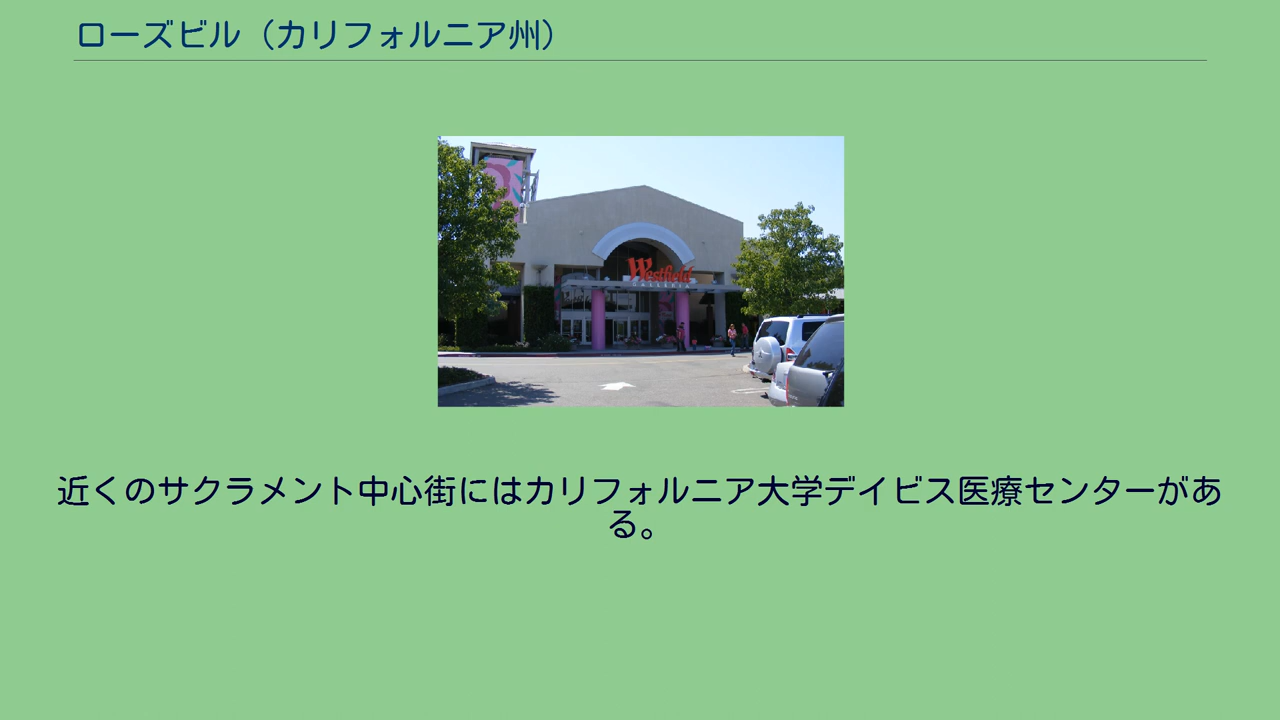 ローズビル（カリフォルニア州）
Westfield
GALLERIA
近くのサクラメント中心街にはカリフォルニア大学デイビス医療センターがあ
る。